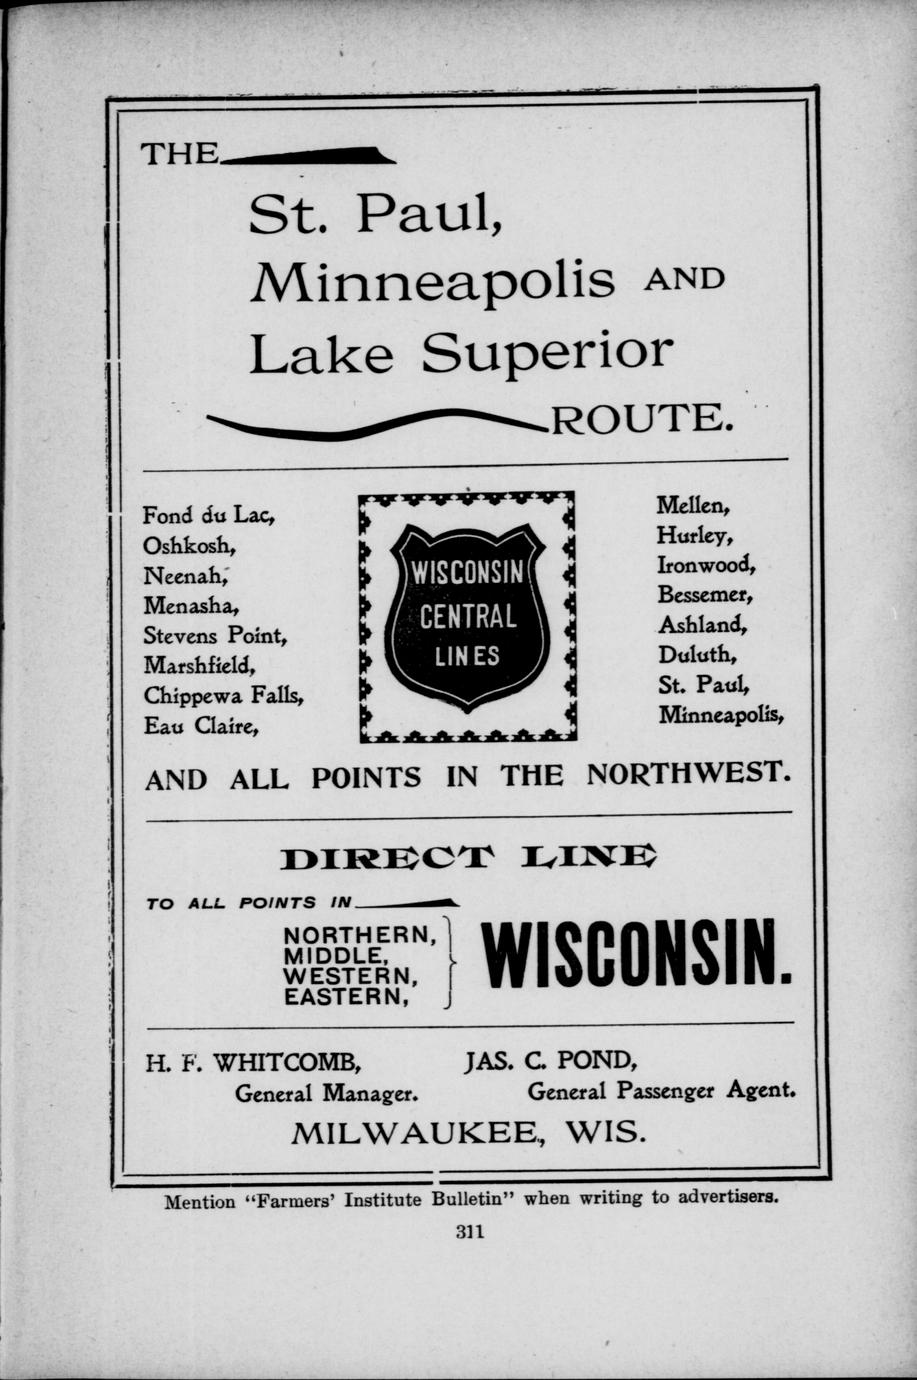 THE
St. Paul,
Minneapolis AND
Lake Superior
ROUTE.
Fond du Lac,
Oshkosh,
Neenah,
Menasha,
Stevens Point,
Marshfield,
Chippewa Falls,
Eau Claire,
WISCONSIN
CENTRAL
LINES
Mellen,
Hurley,
Ironwood,
Bessemer,
Ashland,
Duluth,
St. Paul,
Minneapolis,
AND ALL POINTS IN THE NORTHWEST.
DIRECT LINE
TO ALL POINTS IN
NORTHERN,
MIDDLE,
WESTERN,
EASTERN,
WISCONSIN.
H. F. WHITCOMB,
General Manager.
JAS. C. POND,
General Passenger Agent.
MILWAUKEE, WIS.
Mention "Farmers' Institute Bulletin" when writing to advertisers.
311